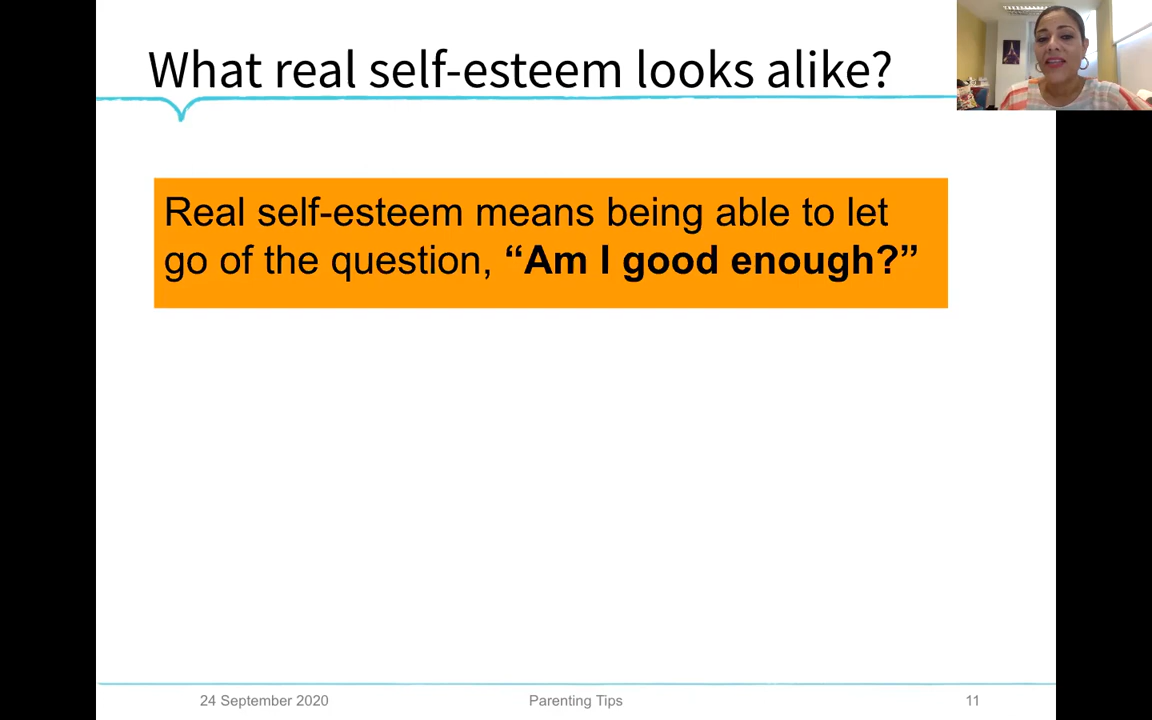 What real self-esteem looks alike?
Real self-esteem means being able to let
go of the question, “Am I good enough?”
24 September 2020
Parenting Tips
11